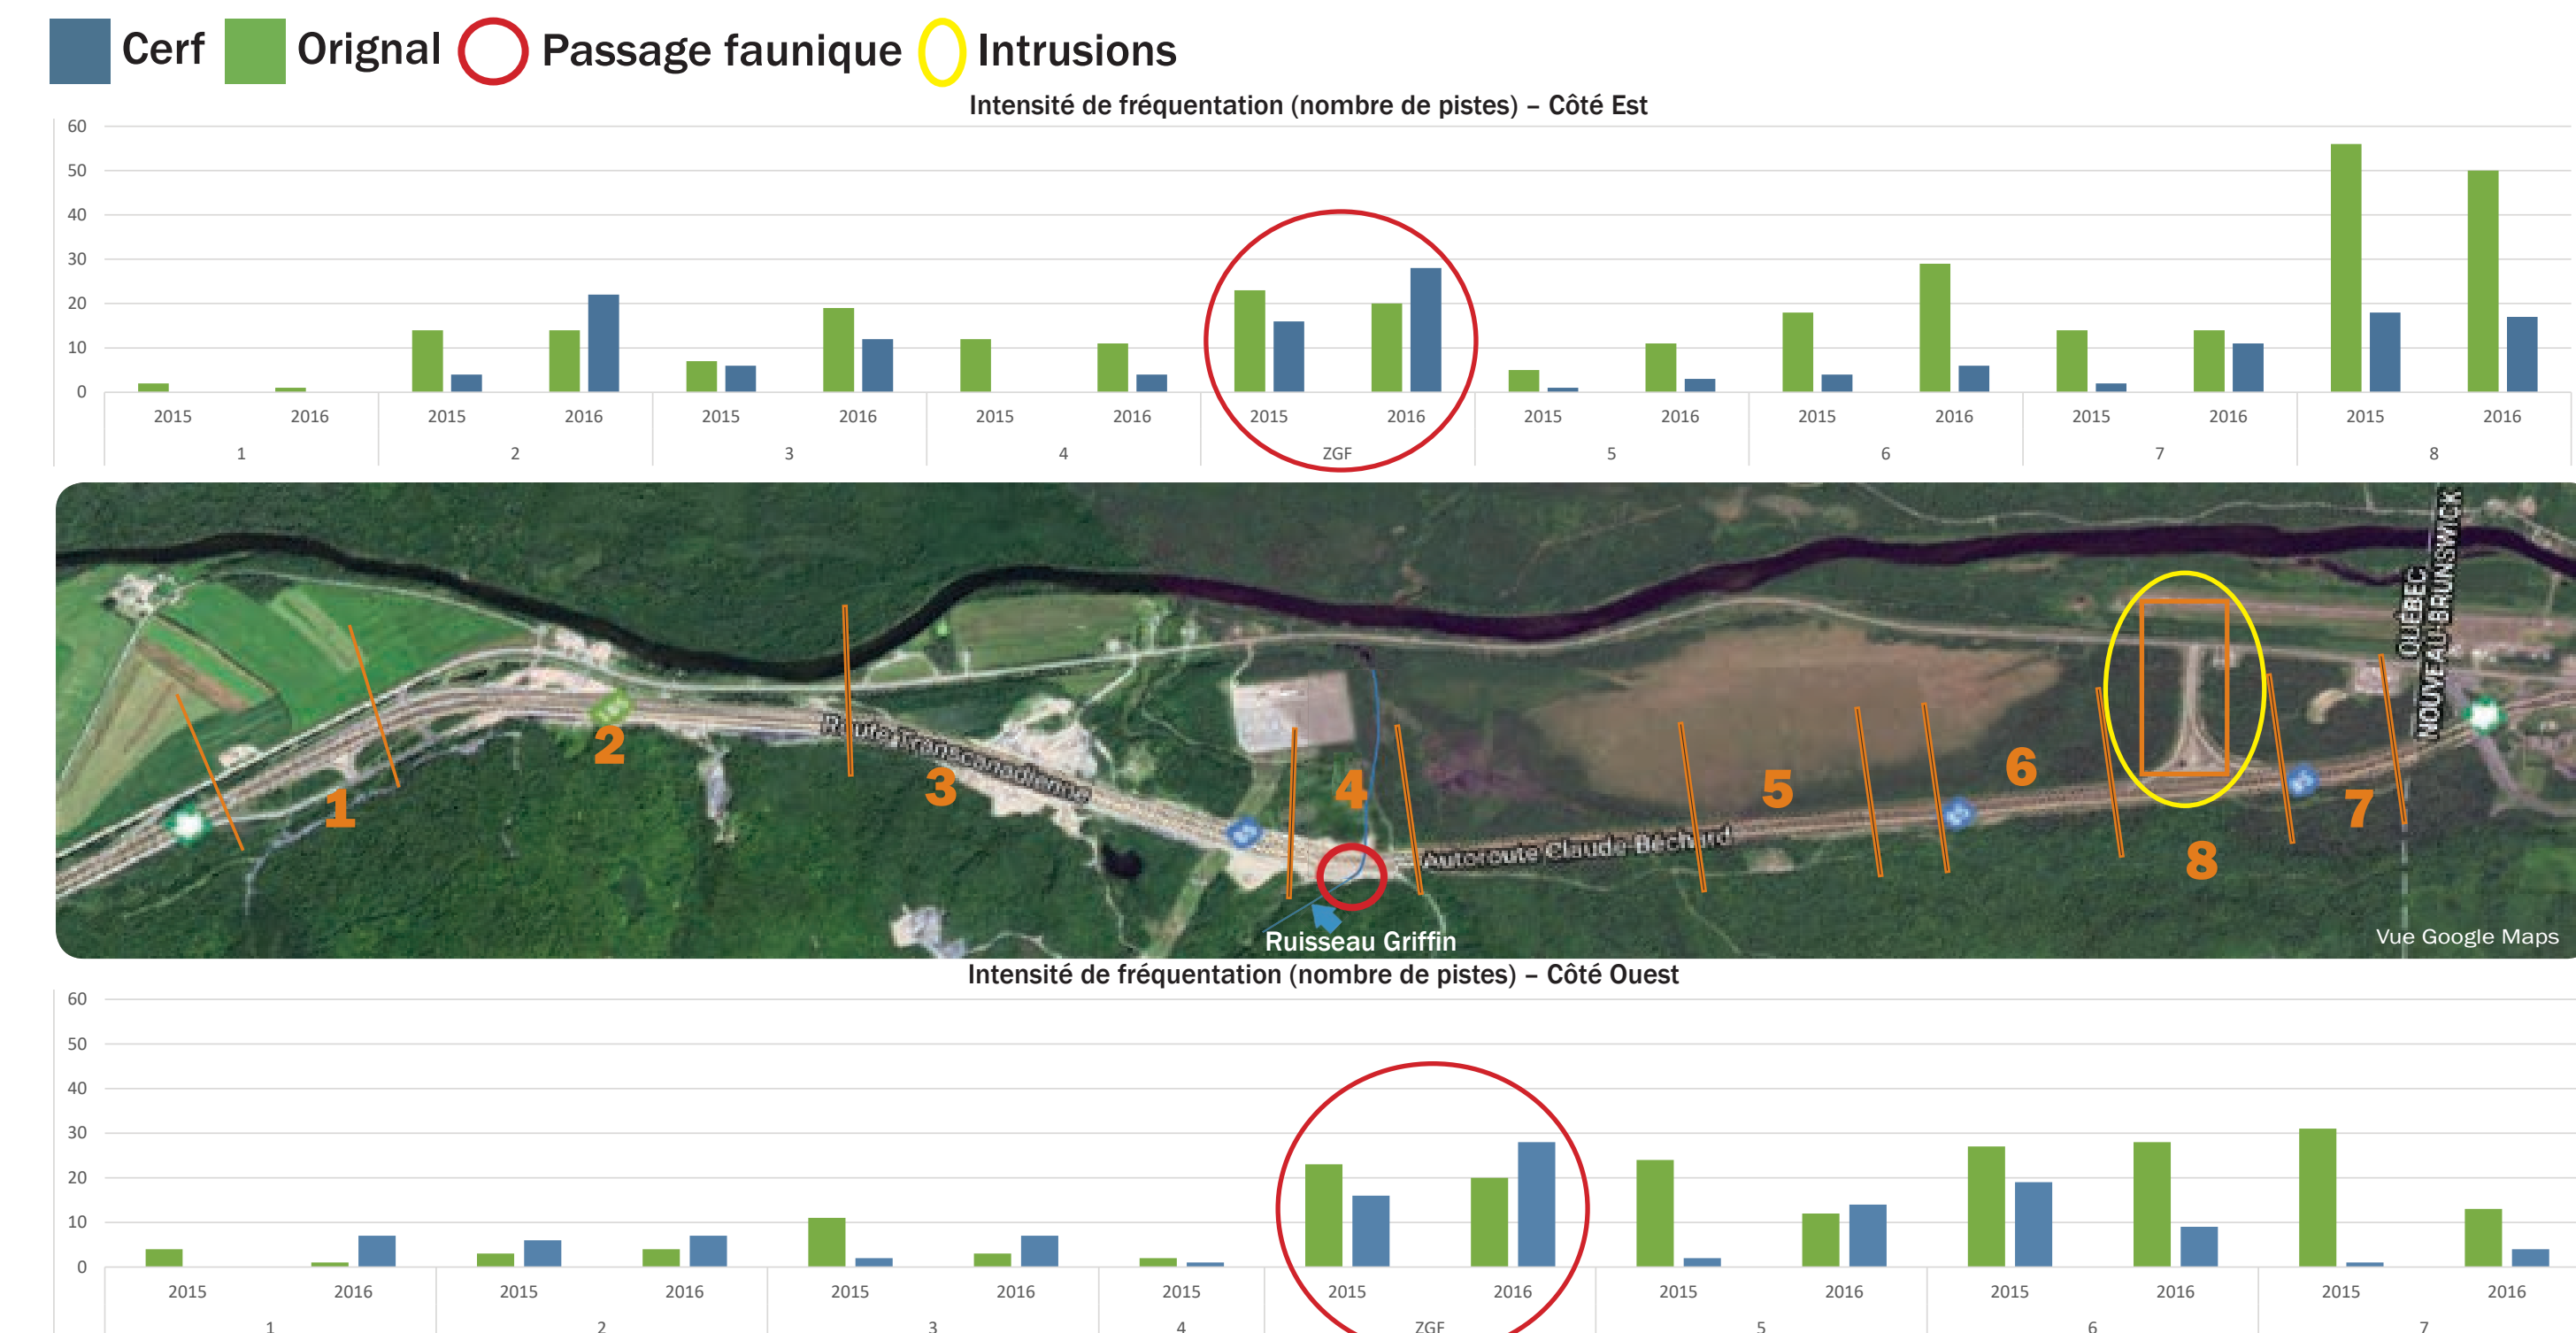 Cerf Orignal Passage faunique Intrusions
Intensité de fréquentation (nombre de pistes) – Côté Est
60
50
40
30
20
10
0
2015 2016 2015 2016 2015 2016 2015 2016 2015 2016 2015 2016 2015 2016 2015 2016 2015 2016
1 2 3 4 ZGF 5 6 7 8
QUÉBEC
NOUVEAU-BRUNSWICK
Route Transcanadienne
Autoroute Claude-Béchard
85
85
85
1 2 3 4 5 6 7 8
Ruisseau Griffin
Vue Google Maps
Intensité de fréquentation (nombre de pistes) – Côté Ouest
60
50
40
30
20
10
0
2015 2016 2015 2016 2015 2016 2015 2015 2016 2015 2016 2015 2016 2015 2016
1 2 3 4 ZGF 5 6 7